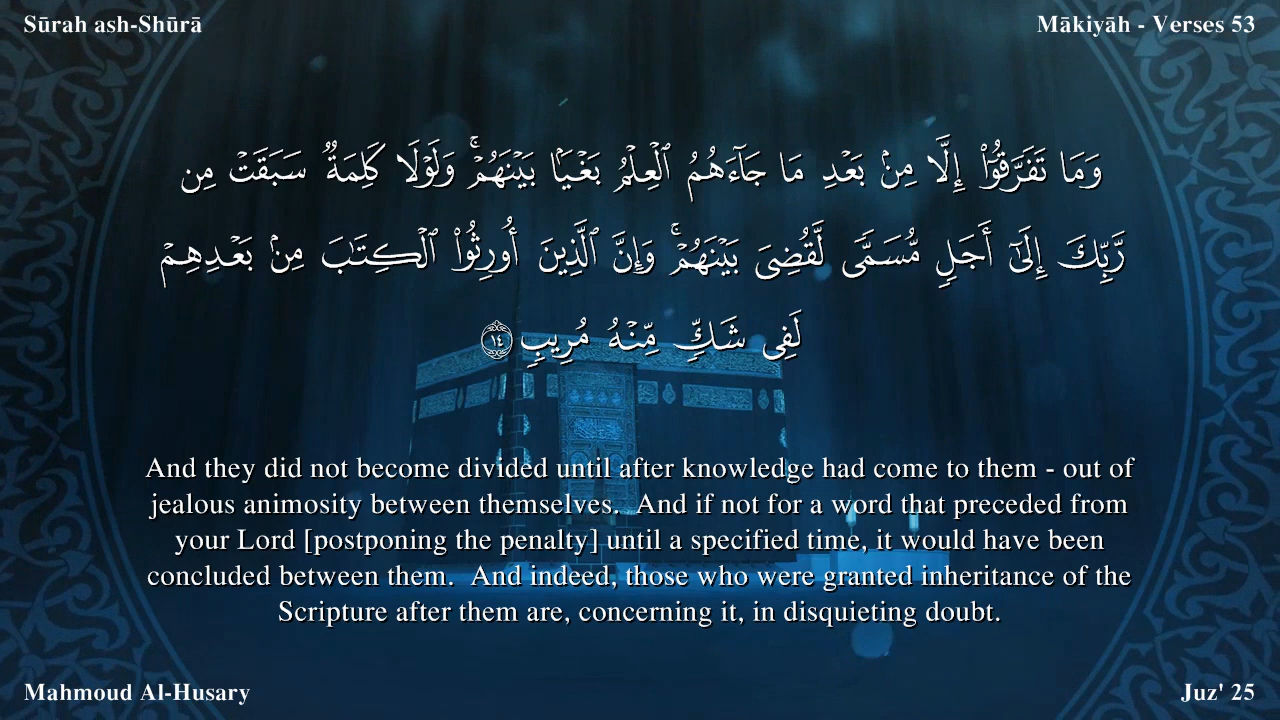 Sūrah ash-Shūrā
Mākiyāh - Verses 53
وَمَا تَفَرَّقُوٓا۟ إِلَّا مِنۢ بَعْدِ مَا جَآءَهُمُ ٱلْعِلْمُ بَغْيًۢا بَيْنَهُمْ ۚ وَلَوْلَا كَلِمَةٌ سَبَقَتْ مِن
رَّبِّكَ إِلَىٰٓ أَجَلٍ مُّسَمًّى لَّقُضِىَ بَيْنَهُمْ ۚ وَإِنَّ ٱلَّذِينَ أُورِثُوا۟ ٱلْكِتَـٰبَ مِنۢ بَعْدِهِمْ
لَفِى شَكٍّ مِّنْهُ مُرِيبٍ ١٤
And they did not become divided until after knowledge had come to them - out of
jealous animosity between themselves.  And if not for a word that preceded from
your Lord [postponing the penalty] until a specified time, it would have been
concluded between them.  And indeed, those who were granted inheritance of the
Scripture after them are, concerning it, in disquieting doubt.
Mahmoud Al-Husary
Juz' 25